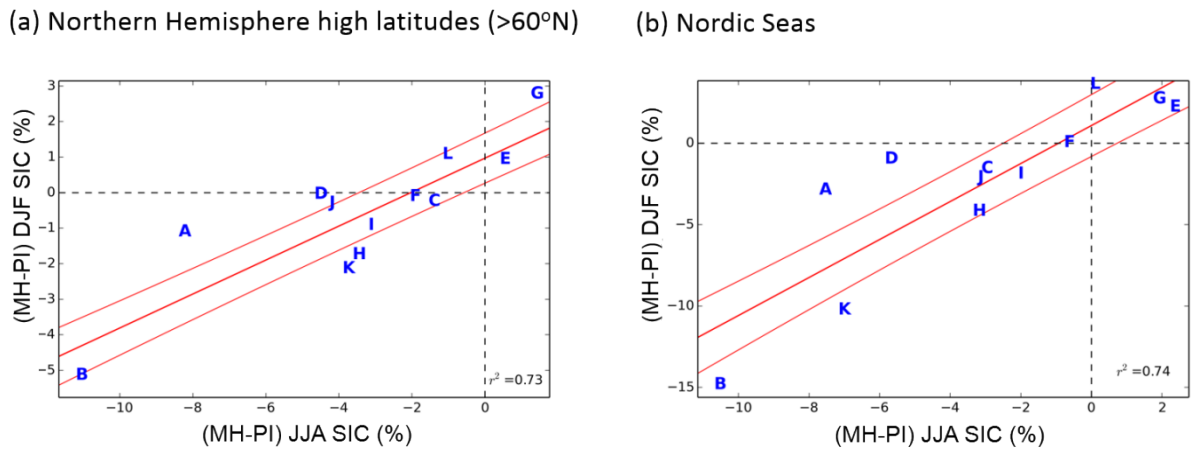 (a) Northern Hemisphere high latitudes (>60°N)
(MH-PI) DJF SIC (%)
3
2
1
0
−1
−2
−3
−4
−5
G
L
E
D
J
F
C
A
I
H
K
B
r² =0.73
−10
−8
−6
−4
−2
0
(MH-PI) JJA SIC (%)
(b) Nordic Seas
(MH-PI) DJF SIC (%)
0
−5
−10
−15
L
G
E
F
D
C
J
I
A
H
K
B
r² =0.74
−10
−8
−6
−4
−2
0
2
(MH-PI) JJA SIC (%)